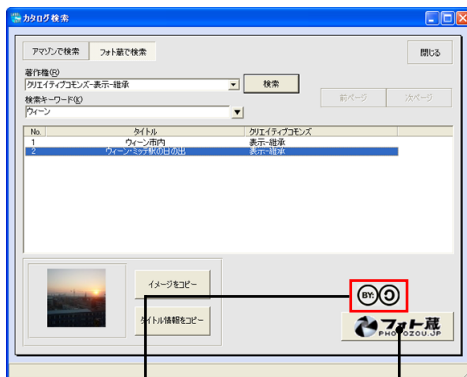 カタログ検索
アマゾンで検索 フォト蔵で検索 閉じる
著作権(R)
クリエイティブコモンズ-表示-継承 検索
検索キーワード(K) 前ページ 次ページ
ウィーン
No. タイトル クリエイティブコモンズ
1 ウィーン市内 表示-継承
2 ウィーン・ミッテ駅の日の出 表示-継承
イメージをコピー
BY:
タイトル情報をコピー
フォト蔵
PHOTOZOU.JP